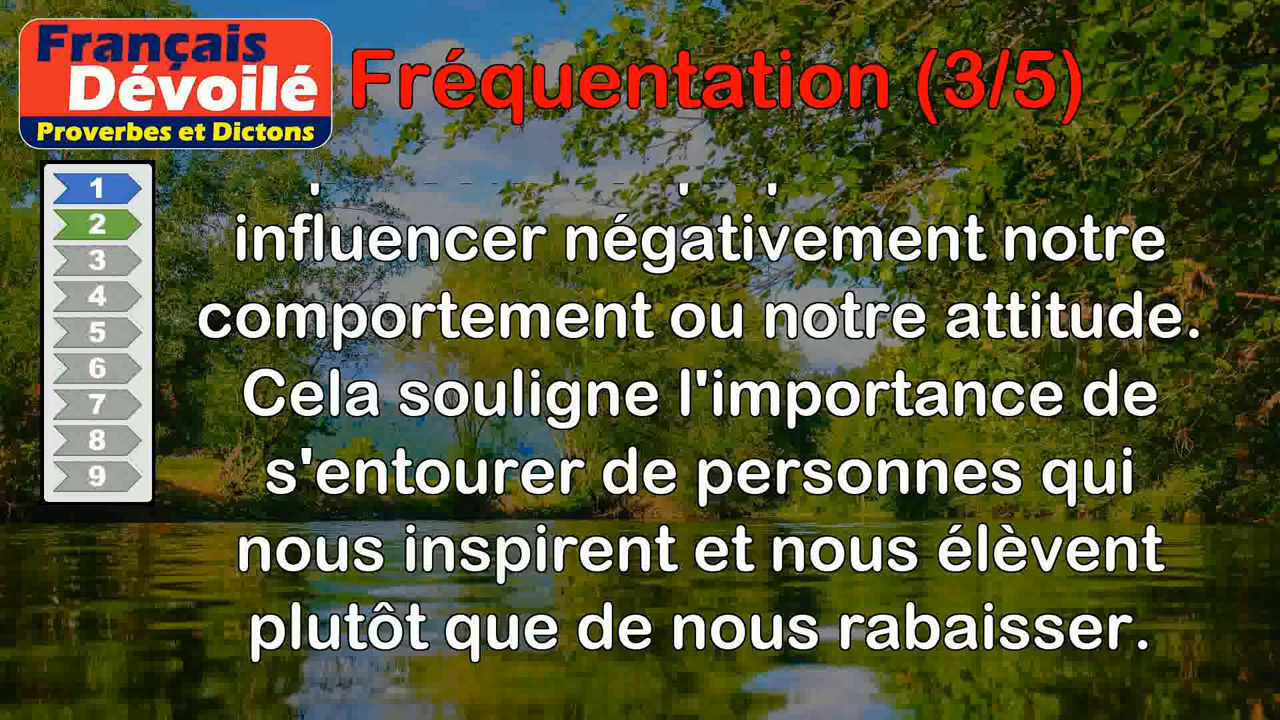 Français
Dévoilé
Proverbes et Dictons
Fréquentation (3/5)
1
2
3
4
5
6
7
8
9
influencer négativement notre
comportement ou notre attitude.
Cela souligne l'importance de
s'entourer de personnes qui
nous inspirent et nous élèvent
plutôt que de nous rabaisser.